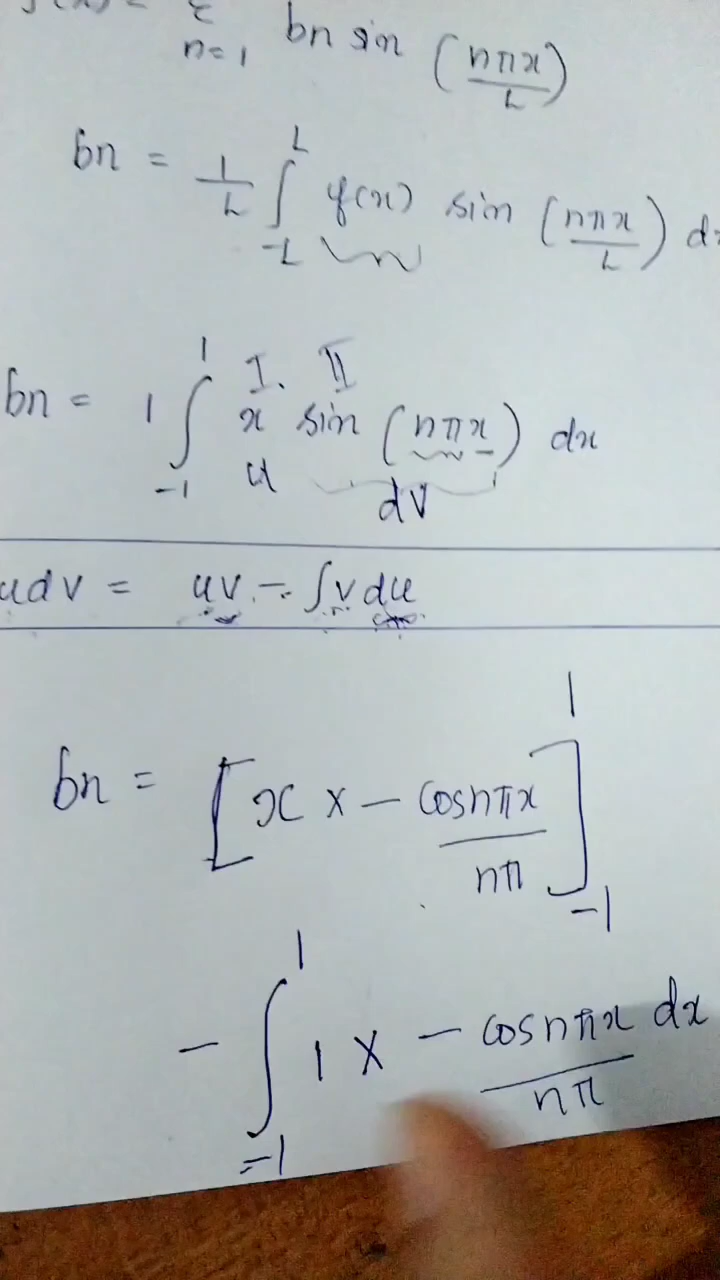 n=1 bn sin (nπx/L)
bn = 1/L ∫_{-L}^{L} f(x) sin (nπx/L) d
I. II
bn = 1 ∫_{-1}^{1} x sin (nπx) dx
u dv
udv = uv - ∫vdu
bn = [x × - cosnπx/nπ]_{-1}^{1}
- ∫_{-1}^{1} 1 × - cosnπx/nπ dx